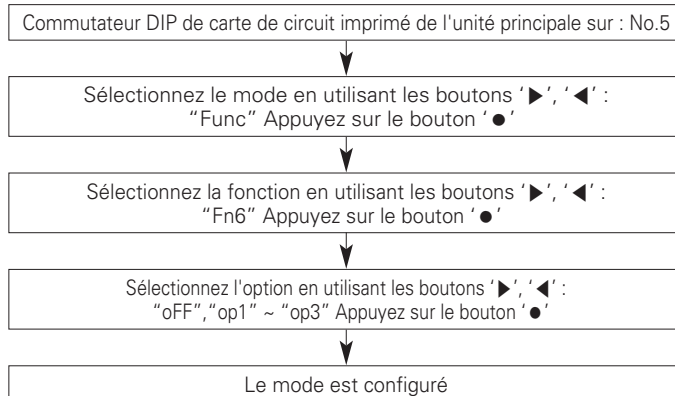 Commutateur DIP de carte de circuit imprimé de l'unité principale sur : No.5
Sélectionnez le mode en utilisant les boutons ‘▶’, ‘◀’ :
“Func” Appuyez sur le bouton ‘●’
Sélectionnez la fonction en utilisant les boutons ‘▶’, ‘◀’ :
“Fn6” Appuyez sur le bouton ‘●’
Sélectionnez l'option en utilisant les boutons ‘▶’, ‘◀’ :
“oFF”,“op1” ~ “op3” Appuyez sur le bouton ‘●’
Le mode est configuré